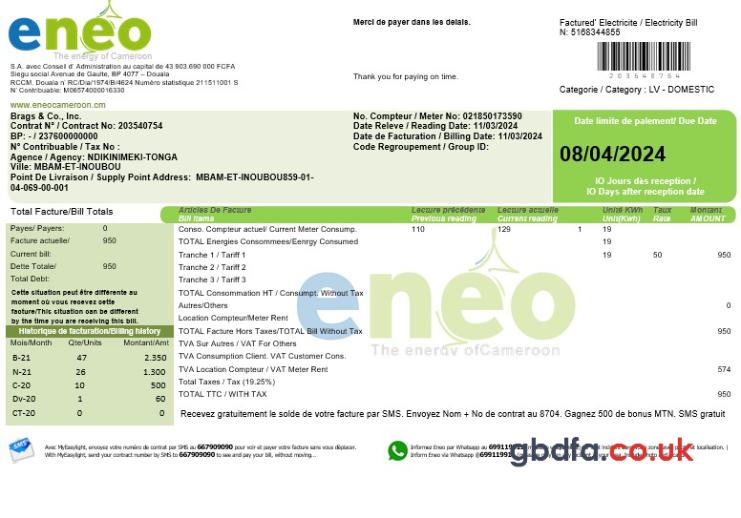 eneo
The energy of Cameroon
S.A. avec Conseil d' Administration au capital de 43.903.690 000 FCFA
Siegu social Avenue de Gaulte, BP 4077 – Douala
RCCM, Douala n' RC/Dla/1974/B/4624 Numéro statistique 211511001 S
N' Contribuable: M06574000016330
www.eneocameroon.cm
Merci de payer dans les delais.
Thank you for paying on time.
Factured' Electricite / Electricity Bill
N: 5168344855
203548764
Categorie / Category : LV - DOMESTIC
Brags & Co., Inc.
Contrat N° / Contract No: 203540754
BP: - / 237600000000
N° Contribuable / Tax No :
Agence / Agency: NDIKINIMEKI-TONGA
Ville: MBAM-ET-INOUBOU
Point De Livraison / Supply Point Address: MBAM-ET-INOUBOU859-01-
04-069-00-001
No. Compteur / Meter No: 021850173590
Date Releve / Reading Date: 11/03/2024
Date de Facturation / Billing Date: 11/03/2024
Code Regroupement / Group ID:
Date limite de paiement/ Due Date
08/04/2024
IO Jours dès réception /
IO Days after reception date
Total Facture/Bill Totals
Payes/ Payers: 0
Facture actuelle/ 950
Current bill:
Dette Totale/ 950
Total Debt:
Cette situation peut être différente au
moment où vous recevez cette
facture/This situation can be different
by the time you are receiving this bill.
Historique de facturation/Billing history
Mois/Month Qte/Units Montant/Amt
B-21 47 2.350
N-21 26 1.300
C-20 10 500
Dv-20 1 60
CT-20 0 0
Articles De Facture Lecture précédente Lecture actuelle Unité KWh Taux Montant
Bill Items Previous reading Current reading Unit(KWh) Rate AMOUNT
Conso. Compteur actuel/ Current Meter Consump. 110 129 1 19
TOTAL Energies Consommees/Eenrgy Consumed 19
Tranche 1 / Tariff 1 19 50 950
Tranche 2 / Tariff 2
Tranche 3 / Tariff 3
TOTAL Consommation HT / Consumpt. Without Tax
Autres/Others 0
Location Compteur/Meter Rent
TOTAL Facture Hors Taxes/TOTAL Bill Without Tax 950
TVA Sur Autres / VAT For Others
TVA Consumption Client. VAT Customer Cons.
TVA Location Compteur / VAT Meter Rent 574
Total Taxes / Tax (19.25%)
TOTAL TTC / WITH TAX 950
eneo
The energy ofCameroon
Recevez gratuitement le solde de votre facture par SMS. Envoyez Nom + No de contrat au 8704. Gagnez 500 de bonus MTN. SMS gratuit
SMS
Avec MyEasylight, envoyez votre numéro de contrat par SMS au 667909090 pour voir et payer votre facture sans vous déplacer.
With MyEasylight, send your contract number by SMS to 667909090 to see and pay your bill, without moving...
Informez Eneo par Whatsapp au
Inform Eneo via Whatsapp
gbdfa.co.uk